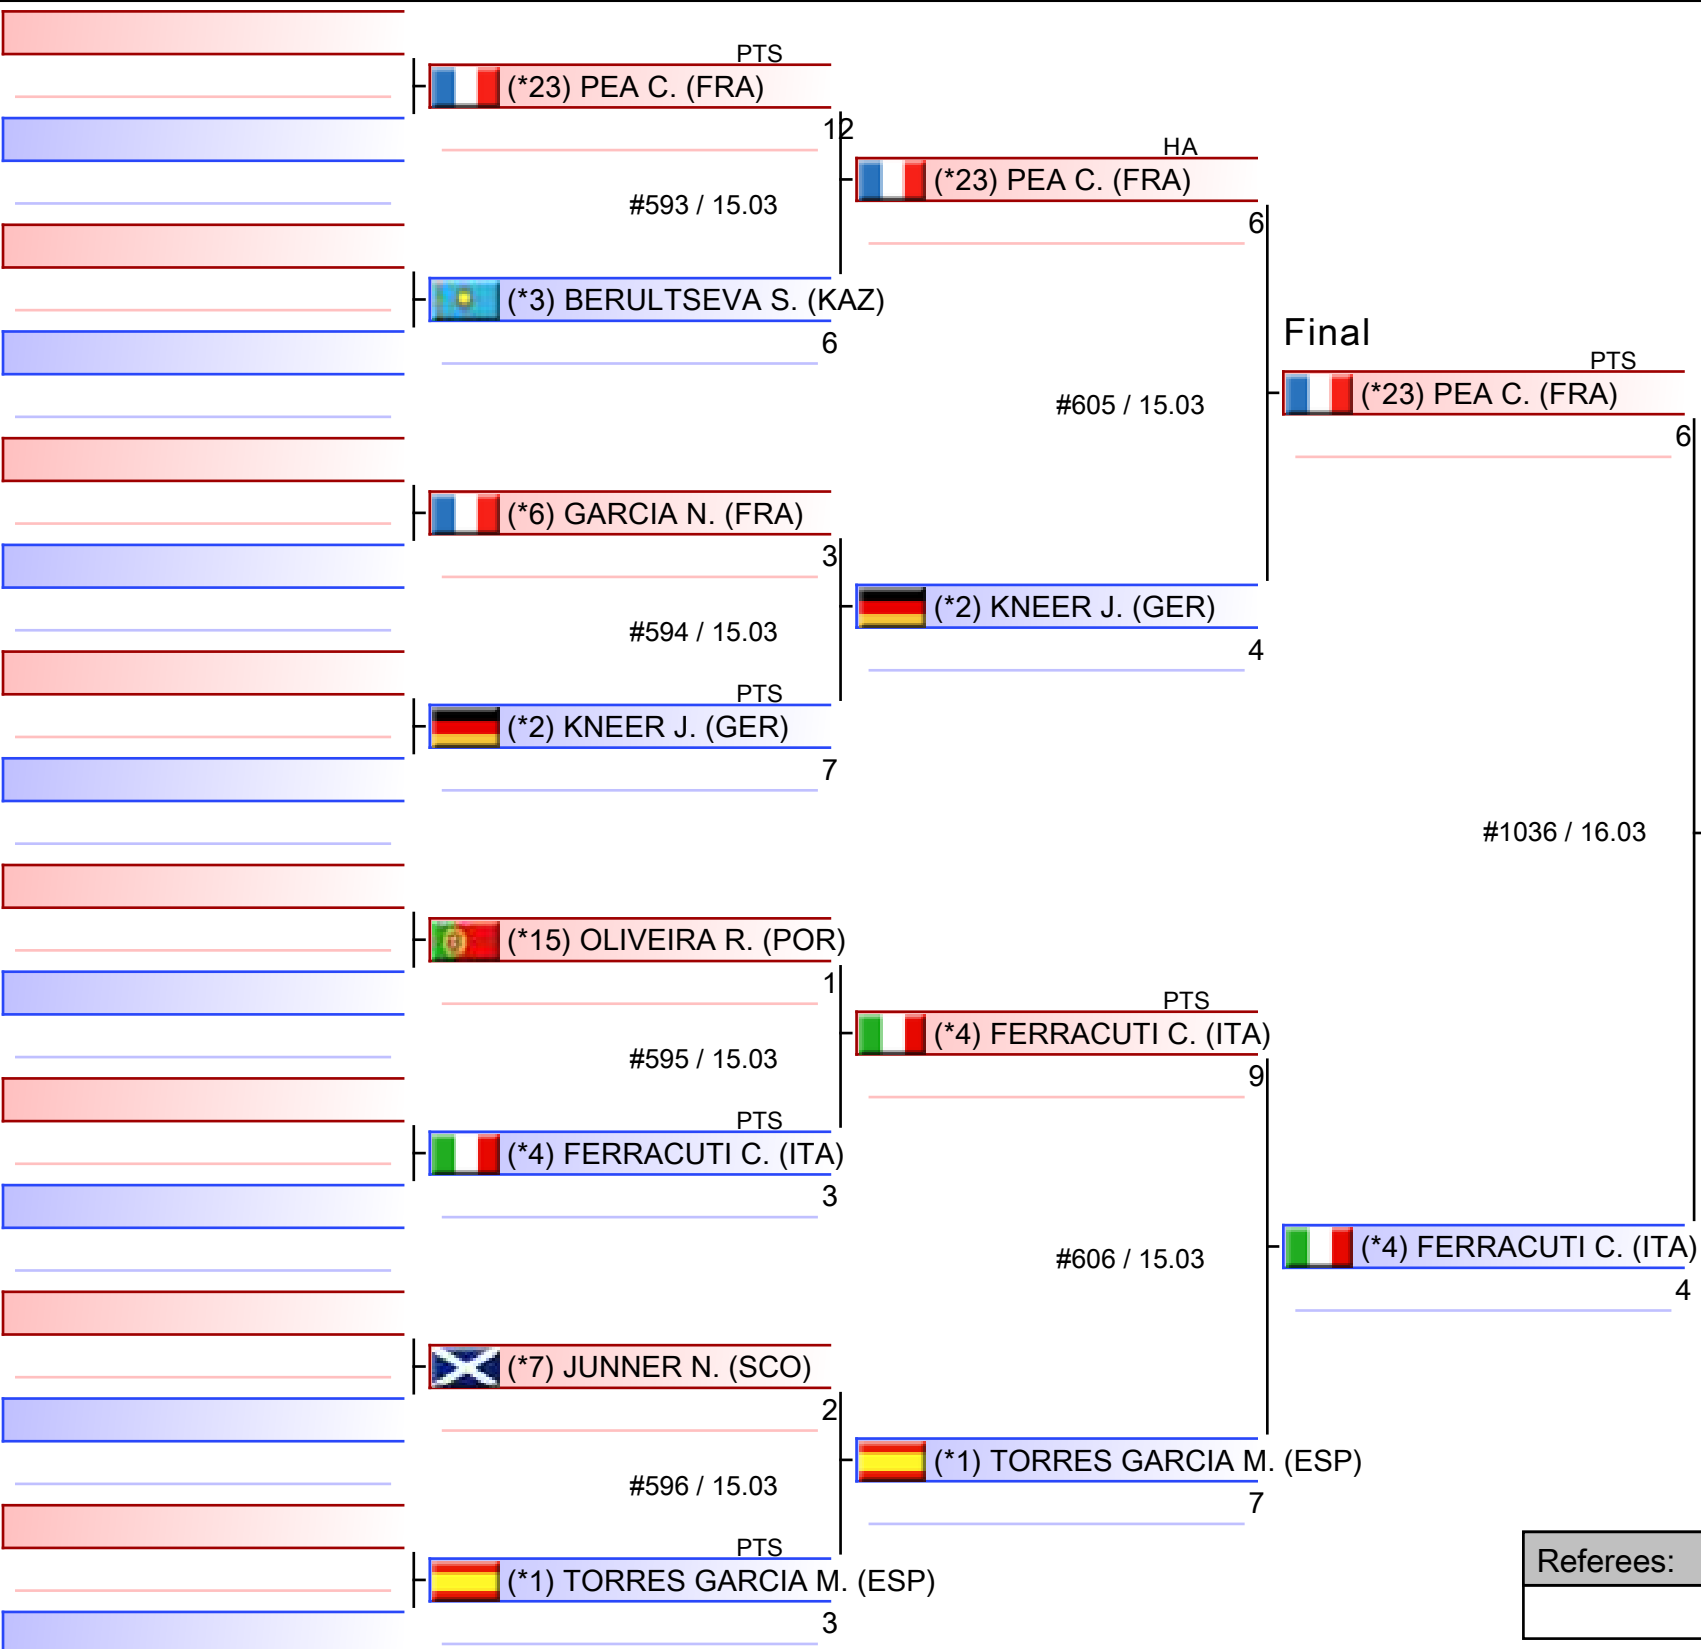 PTS
(*23) PEA C. (FRA)
12
#593 / 15.03
(*3) BERULTSEVA S. (KAZ)
6
(*6) GARCIA N. (FRA)
3
#594 / 15.03
PTS
(*2) KNEER J. (GER)
7
(*15) OLIVEIRA R. (POR)
1
#595 / 15.03
PTS
(*4) FERRACUTI C. (ITA)
3
(*7) JUNNER N. (SCO)
2
#596 / 15.03
PTS
(*1) TORRES GARCIA M. (ESP)
3
HA
(*23) PEA C. (FRA)
6
#605 / 15.03
(*2) KNEER J. (GER)
4
PTS
(*4) FERRACUTI C. (ITA)
9
#606 / 15.03
(*1) TORRES GARCIA M. (ESP)
7
Final
PTS
(*23) PEA C. (FRA)
6
#1036 / 16.03
(*4) FERRACUTI C. (ITA)
4
Referees: